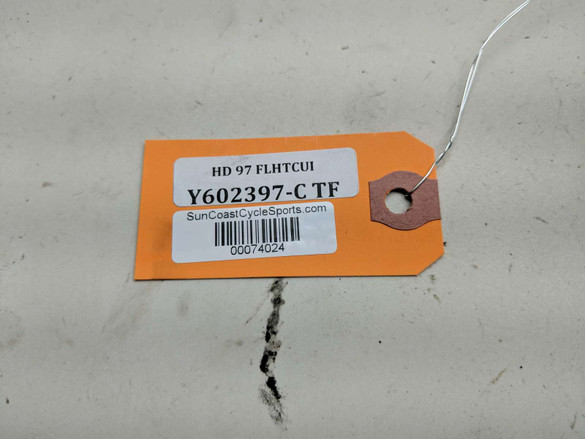 HD 97 FLHTCUI
Y602397-C TF
SunCoastCycleSports.com
00074024